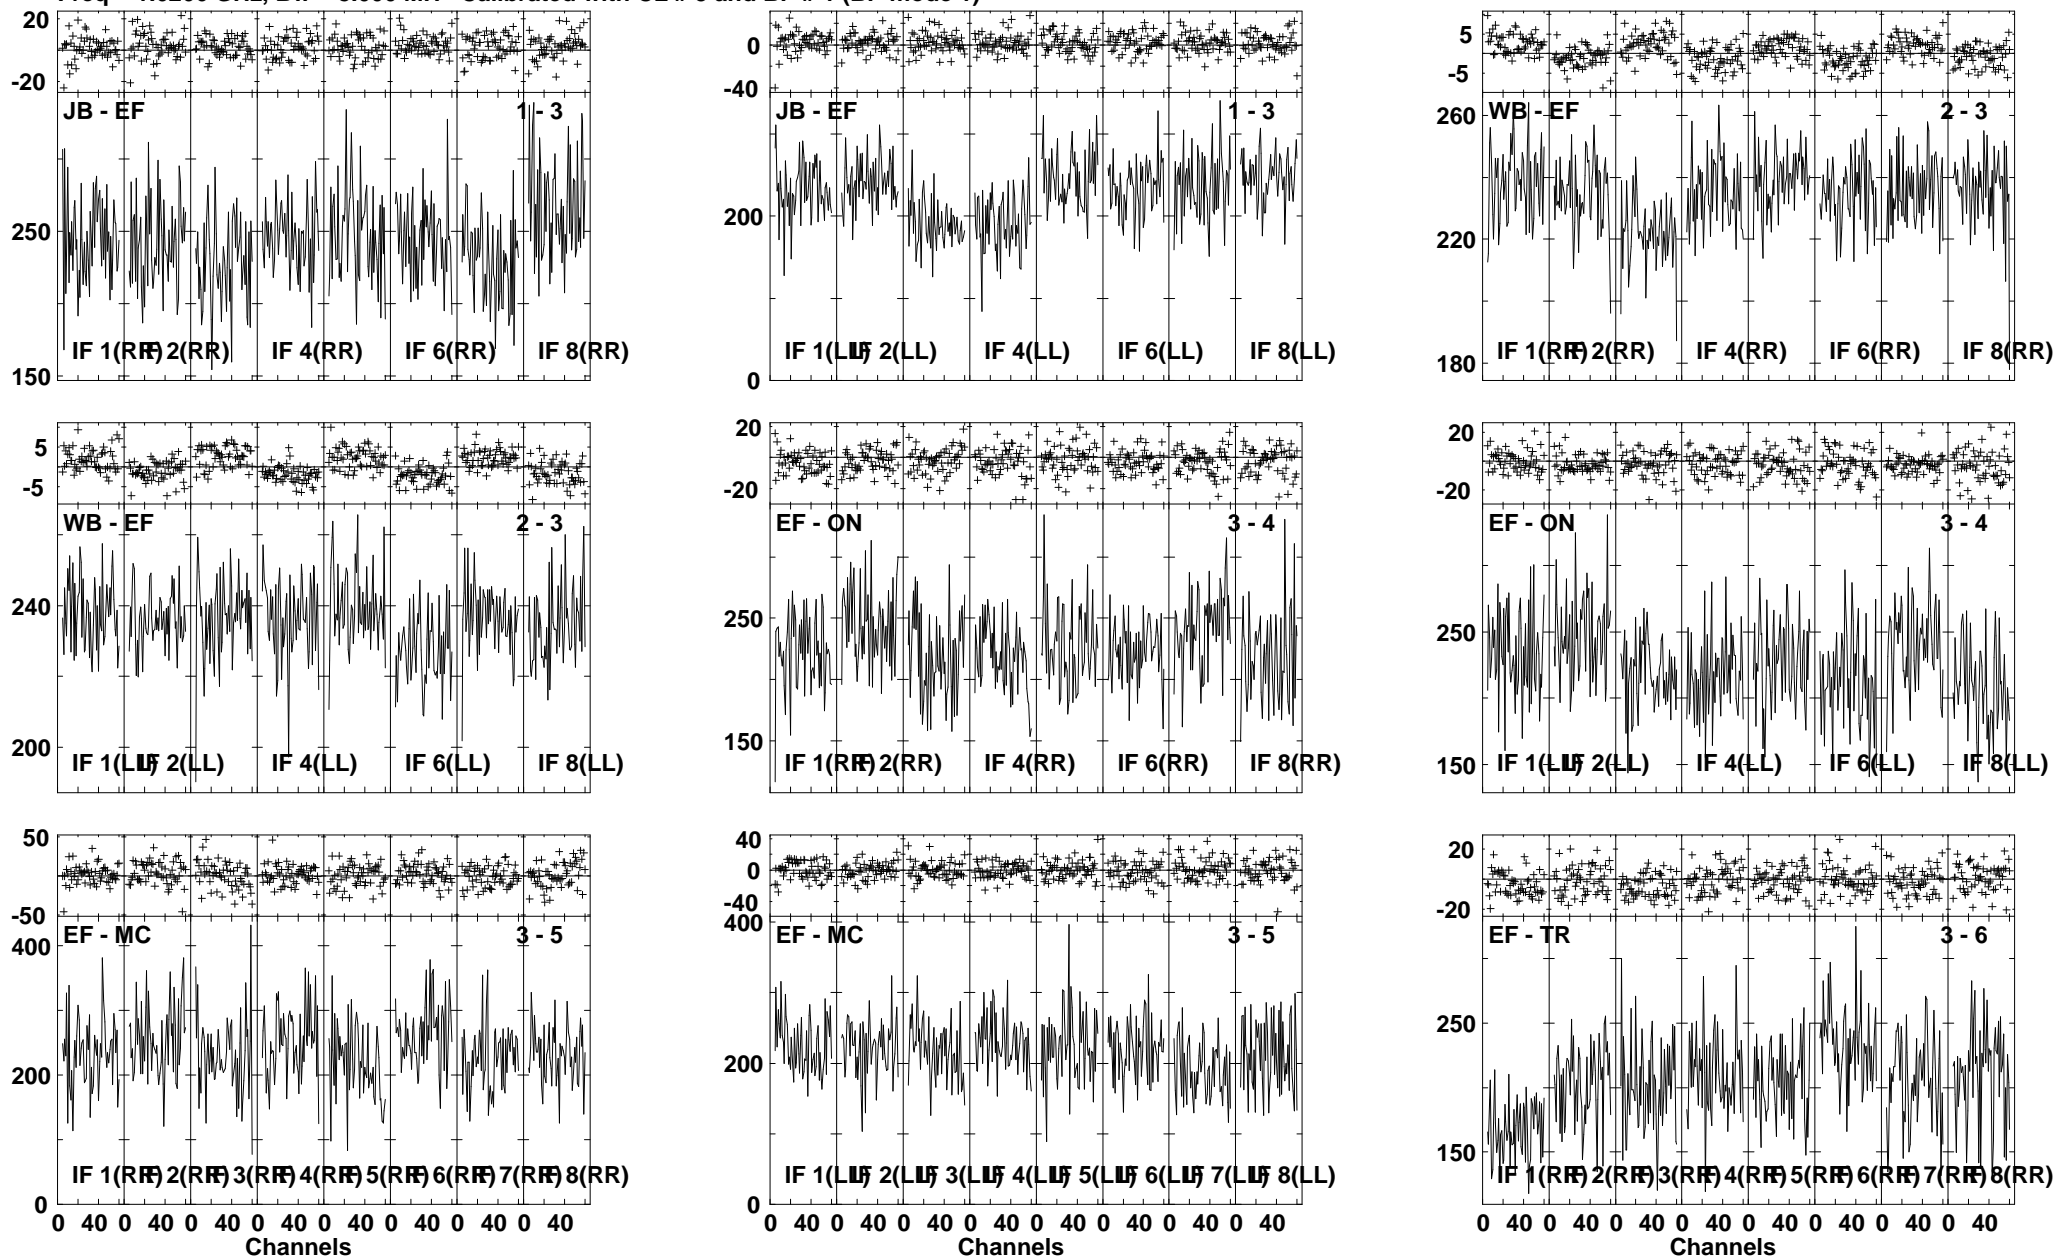 20
-20
JB - EF 1 - 3
250
150
IF 1(RR) IF 2(RR) IF 4(RR) IF 6(RR) IF 8(RR)
0
-40
JB - EF 1 - 3
200
0
IF 1(LL) IF 2(LL) IF 4(LL) IF 6(LL) IF 8(LL)
5
-5
WB - EF 2 - 3
260
220
180
IF 1(RR) IF 2(RR) IF 4(RR) IF 6(RR) IF 8(RR)
5
-5
WB - EF 2 - 3
240
200
IF 1(LL) IF 2(LL) IF 4(LL) IF 6(LL) IF 8(LL)
20
-20
EF - ON 3 - 4
250
150
IF 1(RR) IF 2(RR) IF 4(RR) IF 6(RR) IF 8(RR)
20
-20
EF - ON 3 - 4
250
150
IF 1(LL) IF 2(LL) IF 4(LL) IF 6(LL) IF 8(LL)
50
-50
EF - MC 3 - 5
400
200
0
IF 1(RR) IF 2(RR) IF 3(RR) IF 4(RR) IF 5(RR) IF 6(RR) IF 7(RR) IF 8(RR)
0 40 0 40 0 40 0 40 0 40 0 40 0 40 0 40
Channels
40
0
-40
EF - MC 3 - 5
400
200
0
IF 1(LL) IF 2(LL) IF 3(LL) IF 4(LL) IF 5(LL) IF 6(LL) IF 7(LL) IF 8(LL)
0 40 0 40 0 40 0 40 0 40 0 40 0 40 0 40
Channels
20
-20
EF - TR 3 - 6
250
150
IF 1(RR) IF 2(RR) IF 3(RR) IF 4(RR) IF 5(RR) IF 6(RR) IF 7(RR) IF 8(RR)
0 40 0 40 0 40 0 40 0 40 0 40 0 40 0 40
Channels